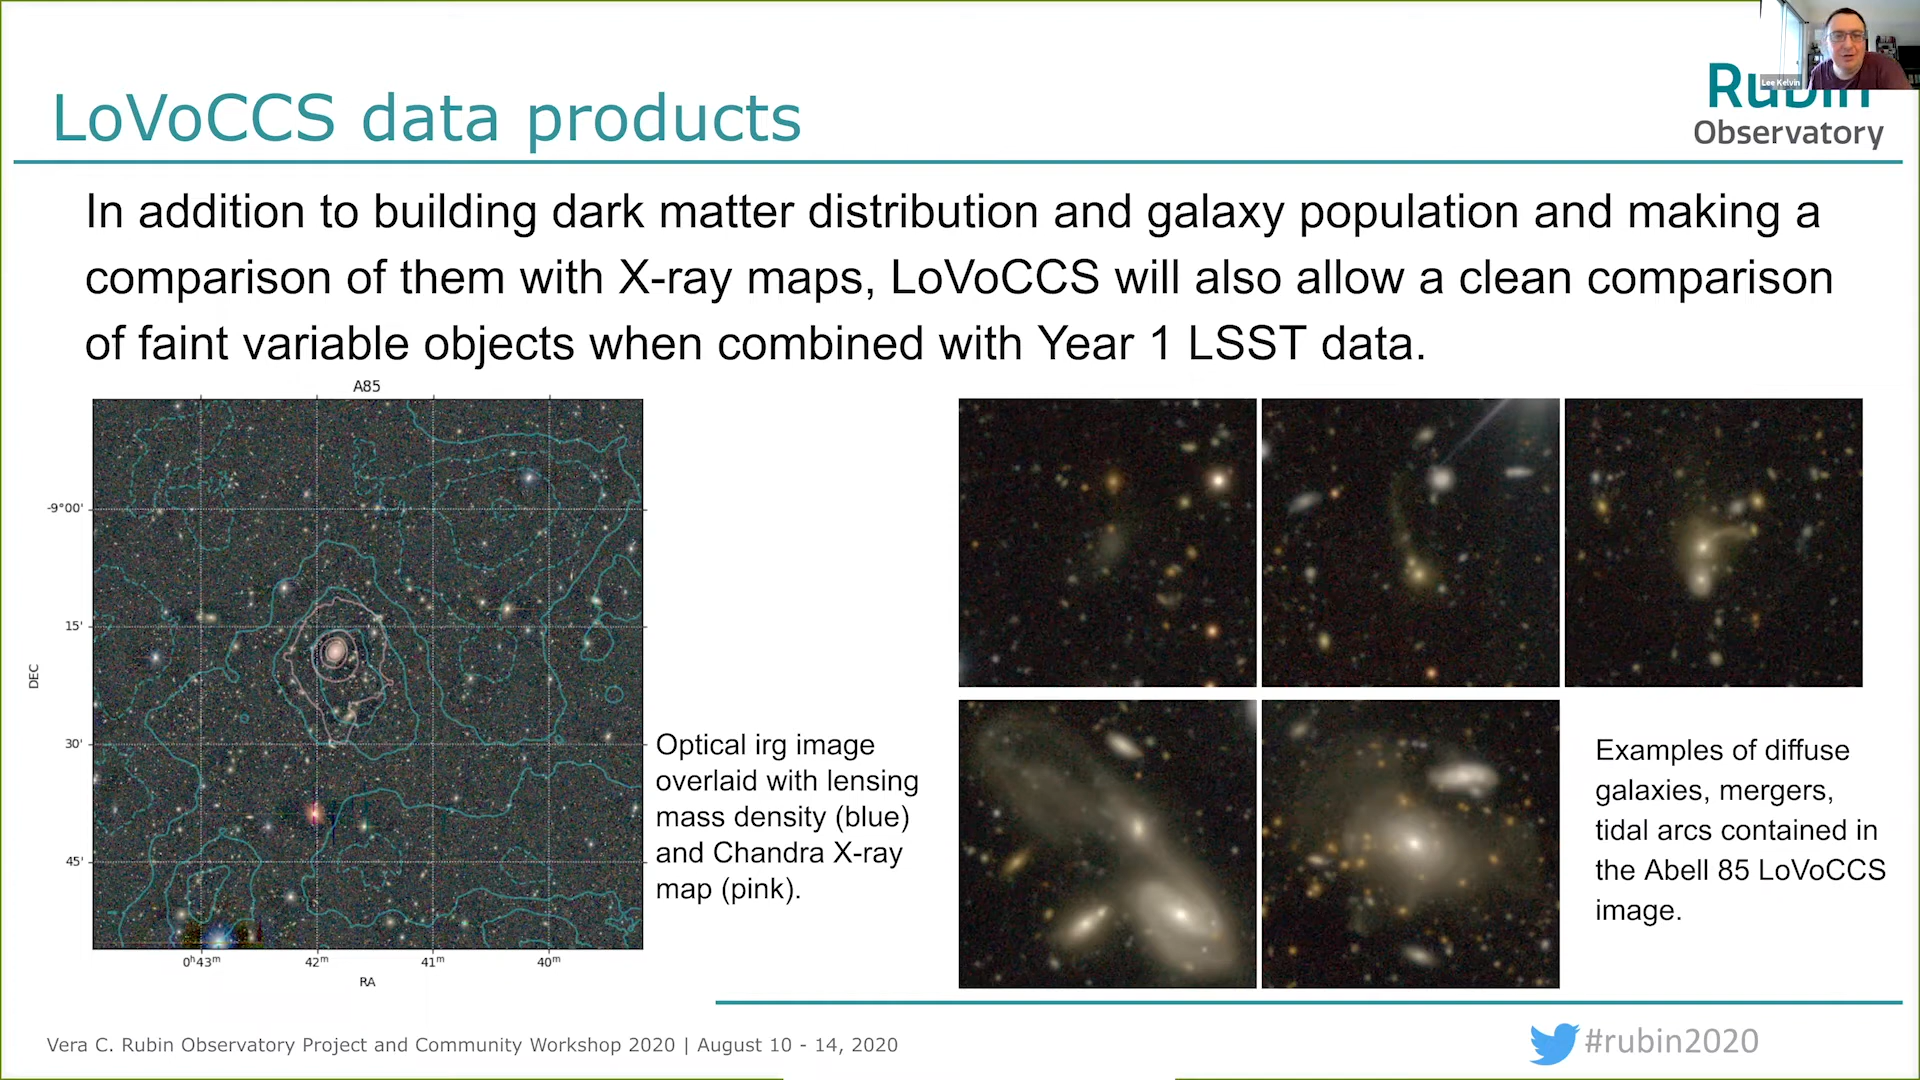 Lee Kelvin
Rubin
Observatory
LoVoCCS data products
In addition to building dark matter distribution and galaxy population and making a
comparison of them with X-ray maps, LoVoCCS will also allow a clean comparison
of faint variable objects when combined with Year 1 LSST data.
A85
-9°00'
15'
30'
45'
DEC
0ʰ43ᵐ 42ᵐ 41ᵐ 40ᵐ
RA
Optical irg image
overlaid with lensing
mass density (blue)
and Chandra X-ray
map (pink).
Examples of diffuse
galaxies, mergers,
tidal arcs contained in
the Abell 85 LoVoCCS
image.
Vera C. Rubin Observatory Project and Community Workshop 2020 | August 10 - 14, 2020
#rubin2020